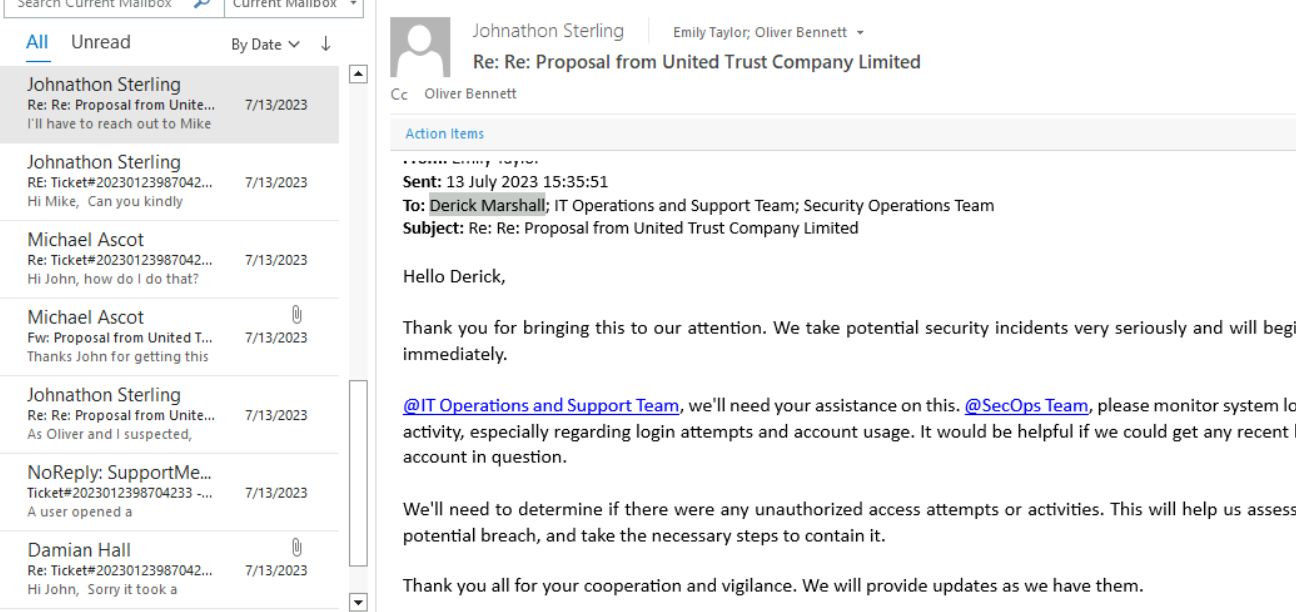 Search Current Mailbox
Current Mailbox
All Unread By Date
Johnathon Sterling
Re: Re: Proposal from Unite... 7/13/2023
I'll have to reach out to Mike
Johnathon Sterling
RE: Ticket#20230123987042... 7/13/2023
Hi Mike, Can you kindly
Michael Ascot
Re: Ticket#20230123987042... 7/13/2023
Hi John, how do I do that?
Michael Ascot
Fw: Proposal from United T... 7/13/2023
Thanks John for getting this
Johnathon Sterling
Re: Re: Proposal from Unite... 7/13/2023
As Oliver and I suspected,
NoReply: SupportMe...
Ticket#2023012398704233 -... 7/13/2023
A user opened a
Damian Hall
Re: Ticket#20230123987042... 7/13/2023
Hi John, Sorry it took a
Johnathon Sterling Emily Taylor; Oliver Bennett
Re: Re: Proposal from United Trust Company Limited
Cc Oliver Bennett
Action Items
From: Emily Taylor
Sent: 13 July 2023 15:35:51
To: Derick Marshall; IT Operations and Support Team; Security Operations Team
Subject: Re: Re: Proposal from United Trust Company Limited
Hello Derick,
Thank you for bringing this to our attention. We take potential security incidents very seriously and will begi
immediately.
@IT Operations and Support Team, we'll need your assistance on this. @SecOps Team, please monitor system lo
activity, especially regarding login attempts and account usage. It would be helpful if we could get any recent l
account in question.
We'll need to determine if there were any unauthorized access attempts or activities. This will help us assess
potential breach, and take the necessary steps to contain it.
Thank you all for your cooperation and vigilance. We will provide updates as we have them.